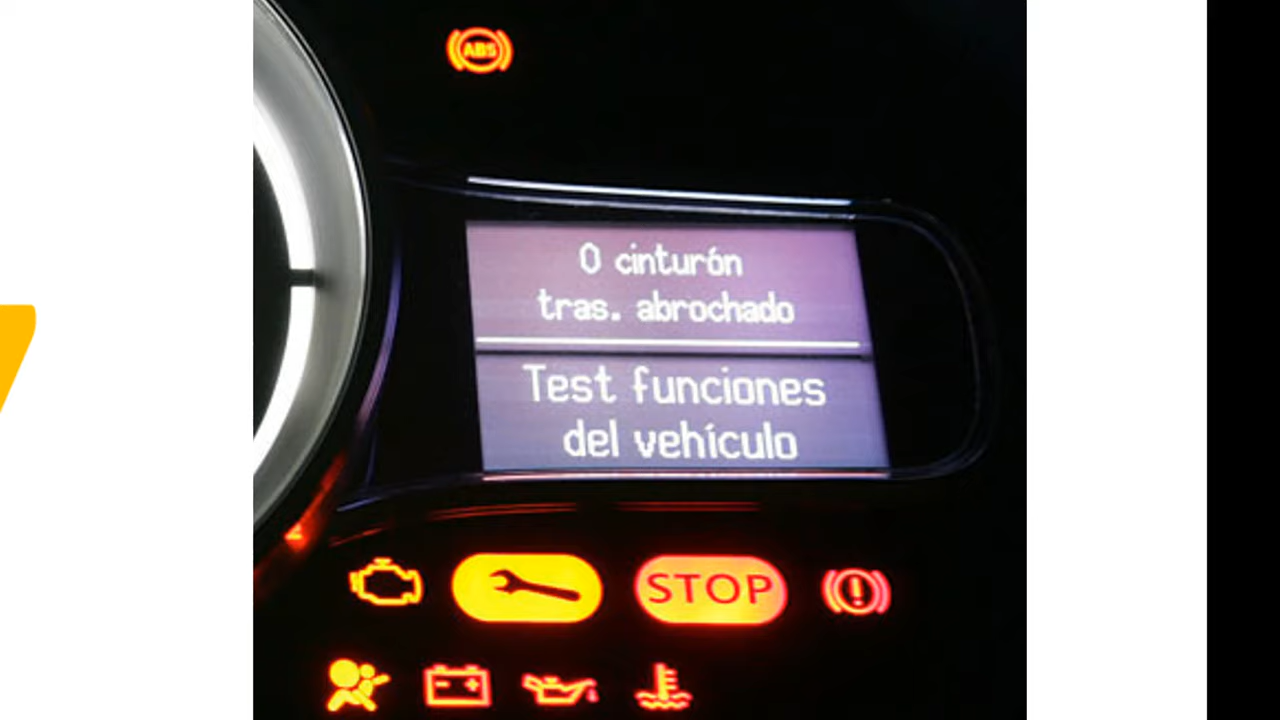 ABS
0 cinturón
tras. abrochado
Test funciones
del vehículo
STOP